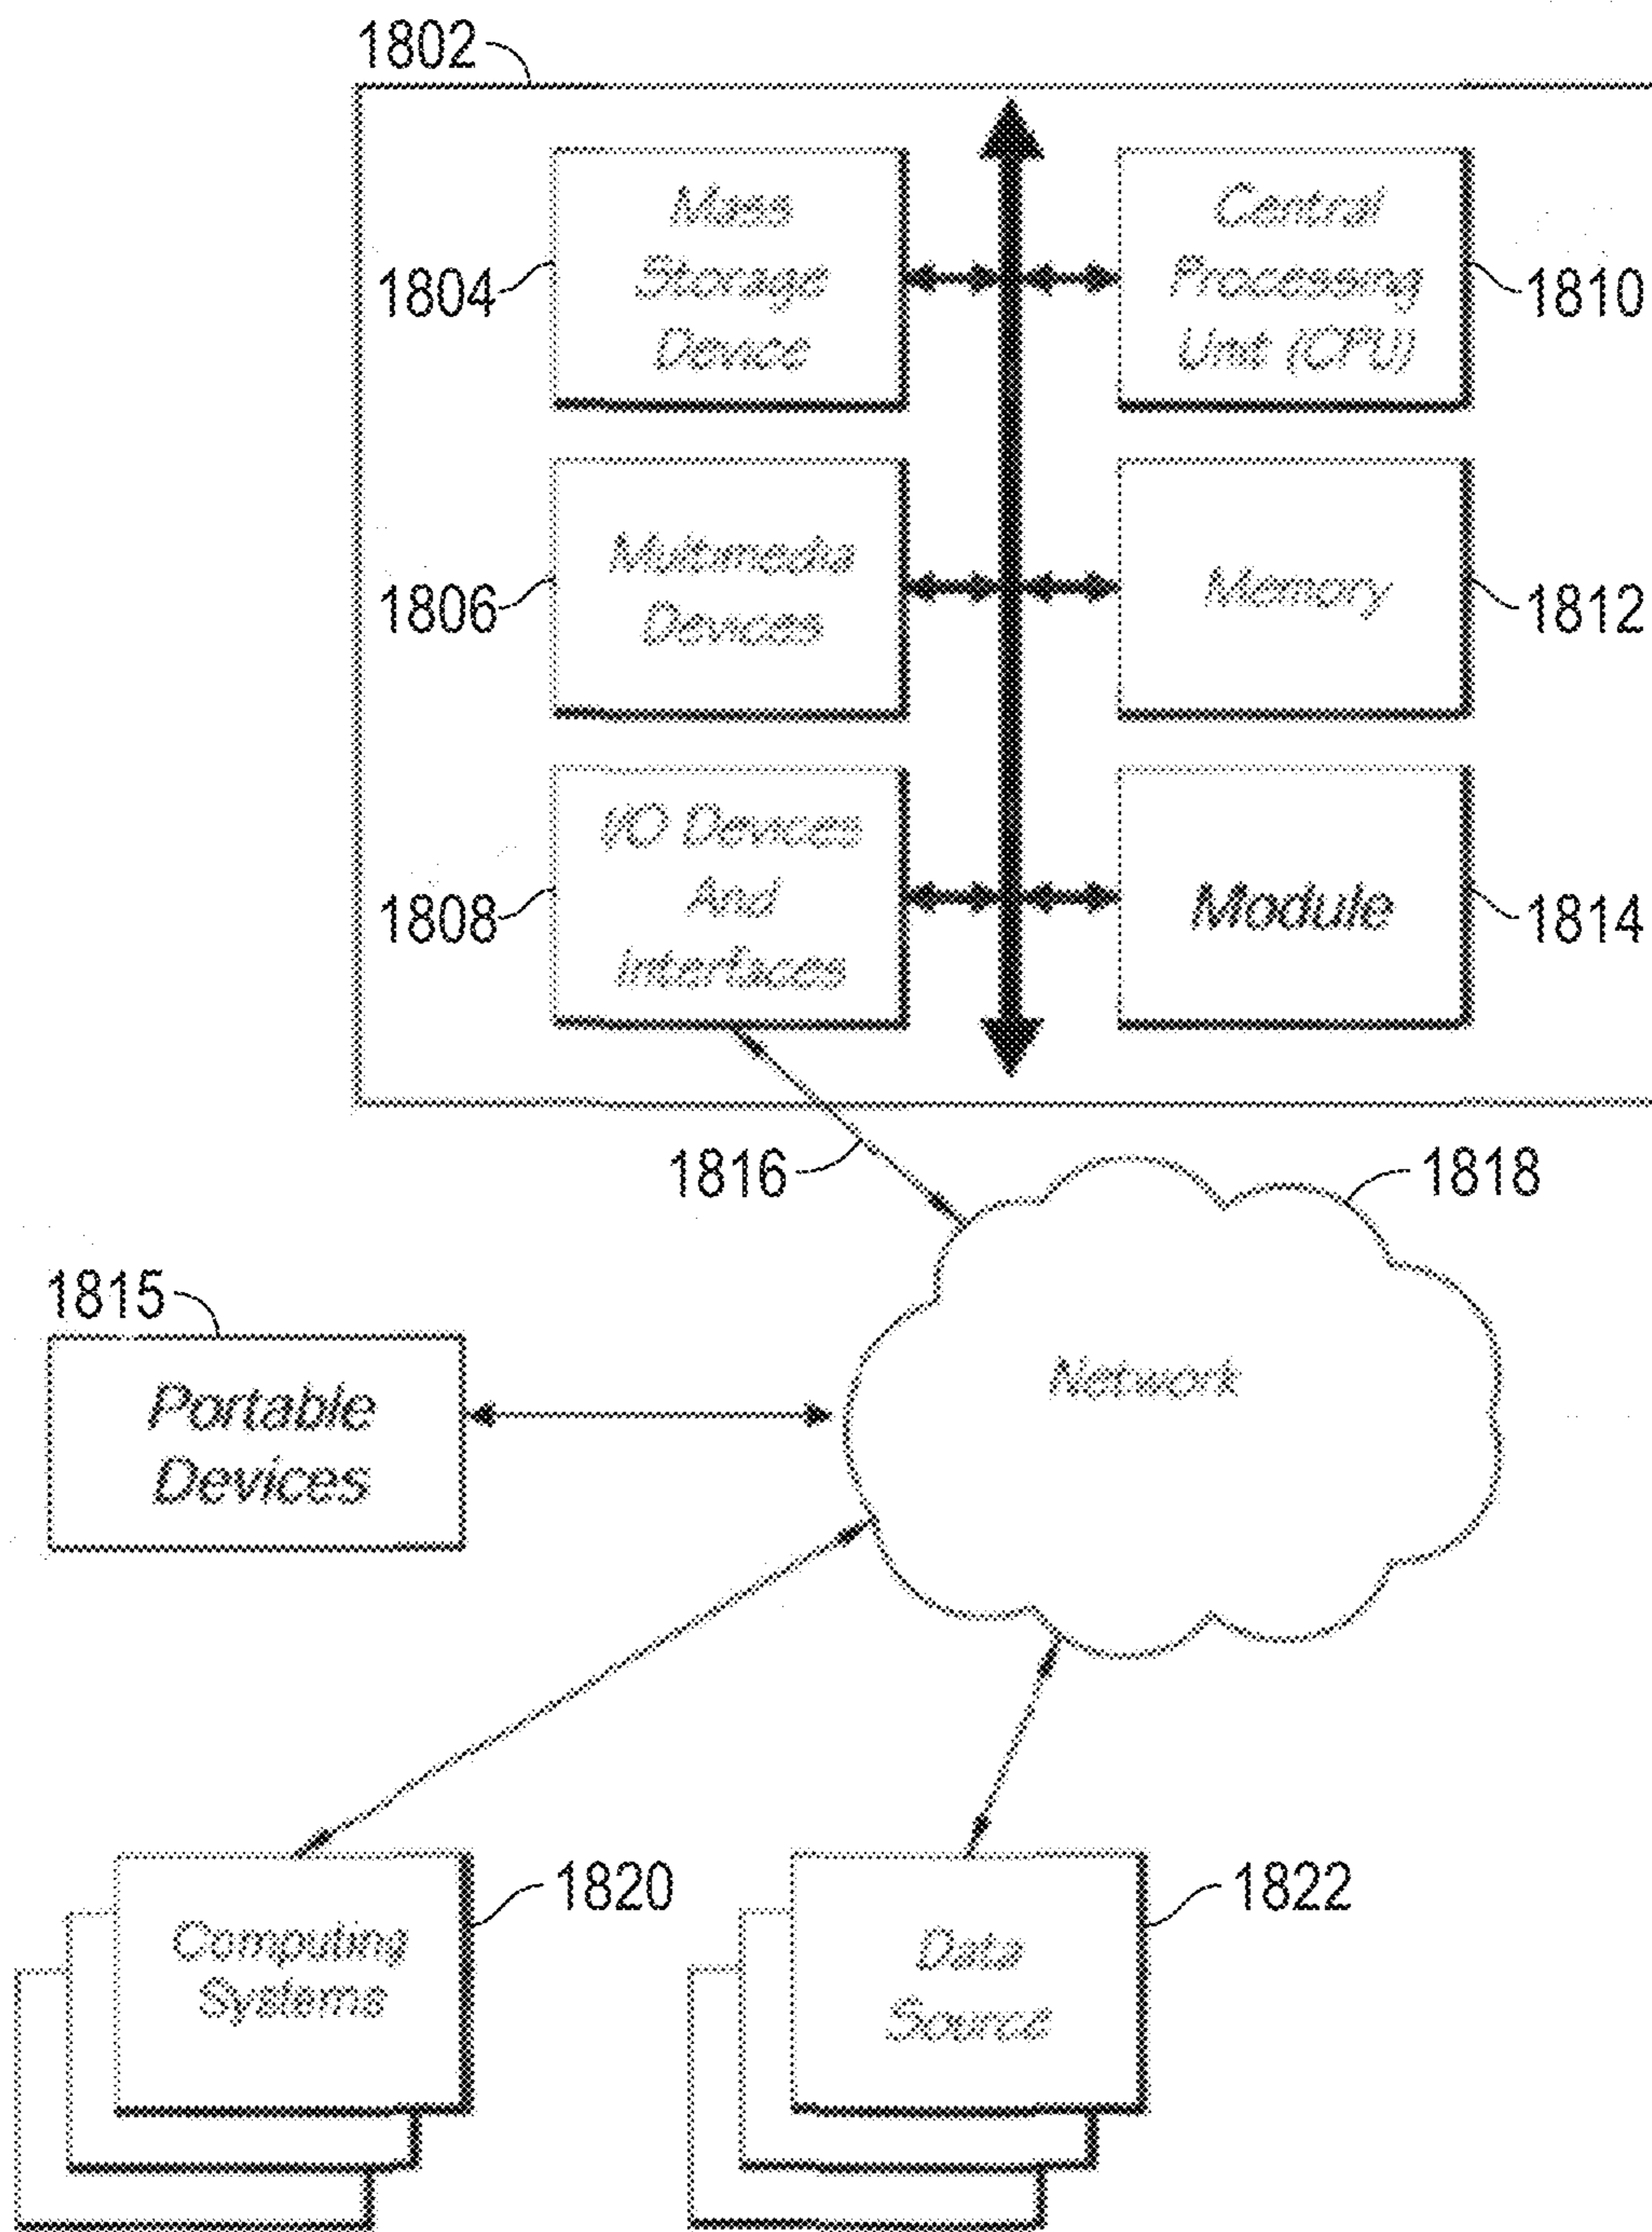 1802
Mass
Storage
Device
1804
Central
Processing
Unit (CPU)
1810
Multimedia
Devices
1806
Memory
1812
I/O Devices
And
Interfaces
1808
Module
1814
1816
1818
Network
1815
Portable
Devices
Computing
Systems
1820
Data
Source
1822